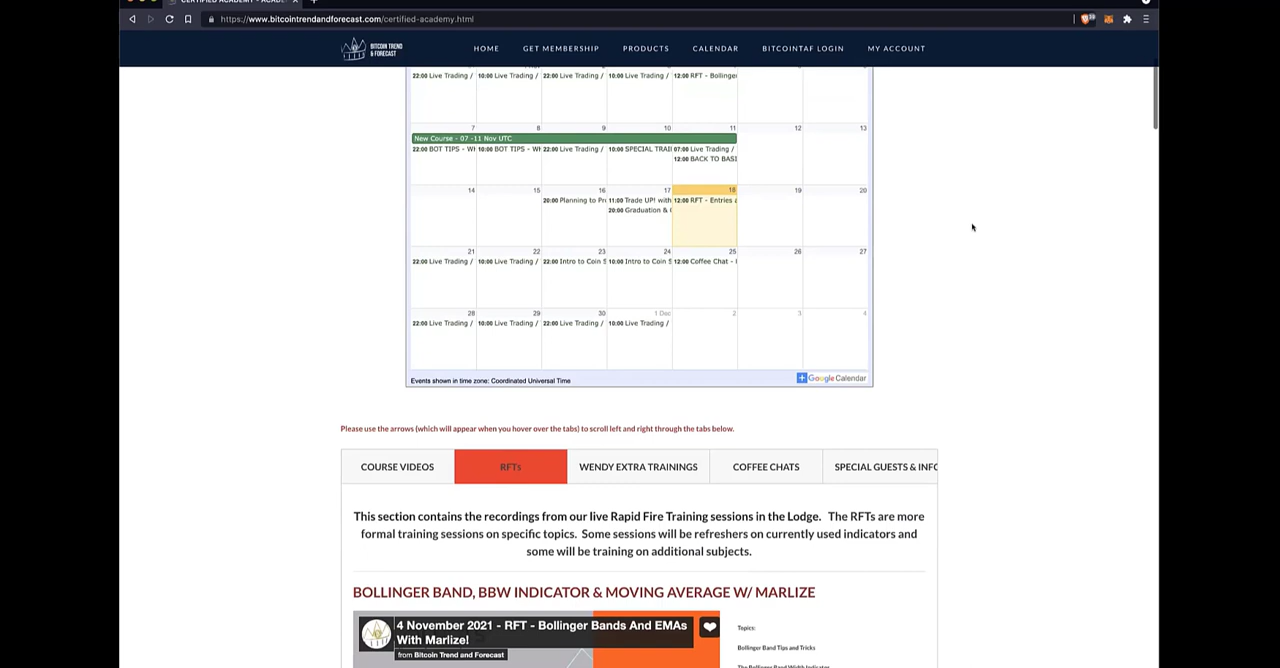 https://www.bitcointrendandforecast.com/certified-academy.html
BITCOIN TREND
& FORECAST
HOME GET MEMBERSHIP PRODUCTS CALENDAR BITCOINTAF LOGIN MY ACCOUNT
22:00 Live Trading / 10:00 Live Trading / 22:00 Live Trading / 10:00 Live Trading / 12:00 RFT - Bollinger
7 8 9 10 11 12 13
New Course - 07 -11 Nov UTC
22:00 BOT TIPS - WH 10:00 BOT TIPS - WH 22:00 Live Trading / 10:00 SPECIAL TRAI 07:00 Live Trading /
12:00 BACK TO BASI
14 15 16 17 18 19 20
20:00 Planning to Pro 11:00 Trade UP! with 12:00 RFT - Entries a
20:00 Graduation &
21 22 23 24 25 26 27
22:00 Live Trading / 10:00 Live Trading / 22:00 Intro to Coin S 10:00 Intro to Coin S 12:00 Coffee Chat -
28 29 30 1 Dec 2 3 4
22:00 Live Trading / 10:00 Live Trading / 22:00 Live Trading / 10:00 Live Trading /
Events shown in time zone: Coordinated Universal Time
Google Calendar
Please use the arrows (which will appear when you hover over the tabs) to scroll left and right through the tabs below.
COURSE VIDEOS RFTs WENDY EXTRA TRAININGS COFFEE CHATS SPECIAL GUESTS & INFO
This section contains the recordings from our live Rapid Fire Training sessions in the Lodge. The RFTs are more
formal training sessions on specific topics. Some sessions will be refreshers on currently used indicators and
some will be training on additional subjects.
BOLLINGER BAND, BBW INDICATOR & MOVING AVERAGE W/ MARLIZE
4 November 2021 - RFT - Bollinger Bands And EMAs
With Marlize!
from Bitcoin Trend and Forecast
Topics:
Bollinger Band Tips and Tricks
The Bollinger Band Width Indicator